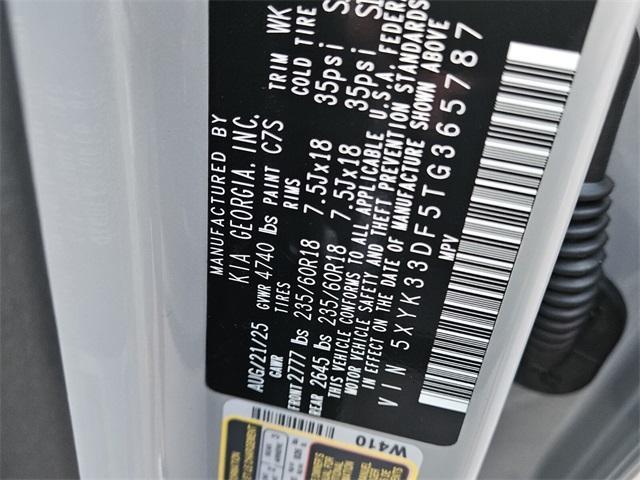 MANUFACTURED BY
KIA GEORGIA, INC.
AUG/21/25 GVWR 4740 lbs PAINT C7S TRIM WK
GAWR TIRES RIMS COLD TIRE
FRONT 2777 lbs 235/60R18 7.5Jx18 35psi
REAR 2645 lbs 235/60R18 7.5Jx18 35psi
THIS VEHICLE CONFORMS TO ALL APPLICABLE U.S.A. FEDER
MOTOR VEHICLE SAFETY AND THEFT PREVENTION STANDARDS
IN EFFECT ON THE DATE OF MANUFACTURE SHOWN ABOVE
VIN 5XYK33DF5TG365787
MPV
W410